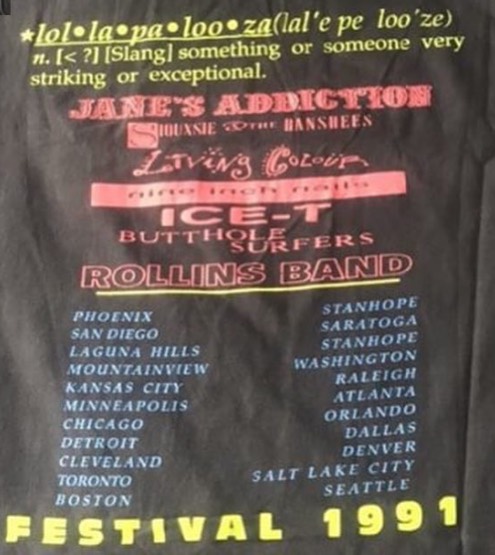 *lol•la•pa•loo•za(lal'e pe loo'ze)
n. [< ?] [Slang] something or someone very
striking or exceptional.
JANE'S ADDICTION
SIOUXSIE AND THE BANSHEES
LIVING COLOUR
nine inch nails
ICE-T
BUTTHOLE
SURFERS
ROLLINS BAND
PHOENIX
SAN DIEGO
LAGUNA HILLS
MOUNTAINVIEW
KANSAS CITY
MINNEAPOLIS
CHICAGO
DETROIT
CLEVELAND
TORONTO
BOSTON
STANHOPE
SARATOGA
STANHOPE
WASHINGTON
RALEIGH
ATLANTA
ORLANDO
DALLAS
DENVER
SALT LAKE CITY
SEATTLE
FESTIVAL 1991